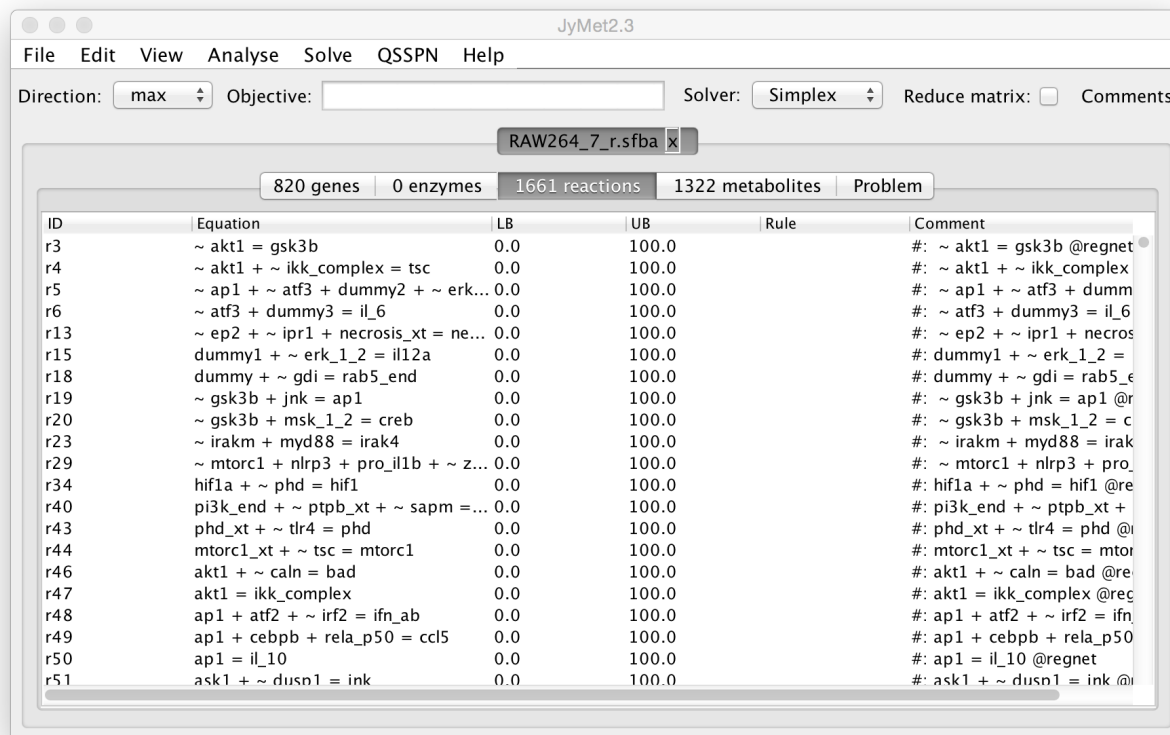 JyMet2.3
File Edit View Analyse Solve QSSPN Help
Direction: max Objective: Solver: Simplex Reduce matrix: Comments
RAW264_7_r.sfba x
820 genes 0 enzymes 1661 reactions 1322 metabolites Problem
ID Equation LB UB Rule Comment
r3 ~ akt1 = gsk3b 0.0 100.0 #: ~ akt1 = gsk3b @regnet
r4 ~ akt1 + ~ ikk_complex = tsc 0.0 100.0 #: ~ akt1 + ~ ikk_complex
r5 ~ ap1 + ~ atf3 + dummy2 + ~ erk... 0.0 100.0 #: ~ ap1 + ~ atf3 + dumm
r6 ~ atf3 + dummy3 = il_6 0.0 100.0 #: ~ atf3 + dummy3 = il_6
r13 ~ ep2 + ~ ipr1 + necrosis_xt = ne... 0.0 100.0 #: ~ ep2 + ~ ipr1 + necros
r15 dummy1 + ~ erk_1_2 = il12a 0.0 100.0 #: dummy1 + ~ erk_1_2 =
r18 dummy + ~ gdi = rab5_end 0.0 100.0 #: dummy + ~ gdi = rab5_e
r19 ~ gsk3b + jnk = ap1 0.0 100.0 #: ~ gsk3b + jnk = ap1 @r
r20 ~ gsk3b + msk_1_2 = creb 0.0 100.0 #: ~ gsk3b + msk_1_2 = c
r23 ~ irakm + myd88 = irak4 0.0 100.0 #: ~ irakm + myd88 = irak
r29 ~ mtorc1 + nlrp3 + pro_il1b + ~ z... 0.0 100.0 #: ~ mtorc1 + nlrp3 + pro_
r34 hif1a + ~ phd = hif1 0.0 100.0 #: hif1a + ~ phd = hif1 @re
r40 pi3k_end + ~ ptpb_xt + ~ sapm =... 0.0 100.0 #: pi3k_end + ~ ptpb_xt +
r43 phd_xt + ~ tlr4 = phd 0.0 100.0 #: phd_xt + ~ tlr4 = phd @
r44 mtorc1_xt + ~ tsc = mtorc1 0.0 100.0 #: mtorc1_xt + ~ tsc = mtor
r46 akt1 + ~ caln = bad 0.0 100.0 #: akt1 + ~ caln = bad @re
r47 akt1 = ikk_complex 0.0 100.0 #: akt1 = ikk_complex @reg
r48 ap1 + atf2 + ~ irf2 = ifn_ab 0.0 100.0 #: ap1 + atf2 + ~ irf2 = ifn_
r49 ap1 + cebpb + rela_p50 = ccl5 0.0 100.0 #: ap1 + cebpb + rela_p50
r50 ap1 = il_10 0.0 100.0 #: ap1 = il_10 @regnet
r51 ask1 + ~ dusp1 = jnk 0.0 100.0 #: ask1 + ~ dusp1 = jnk @